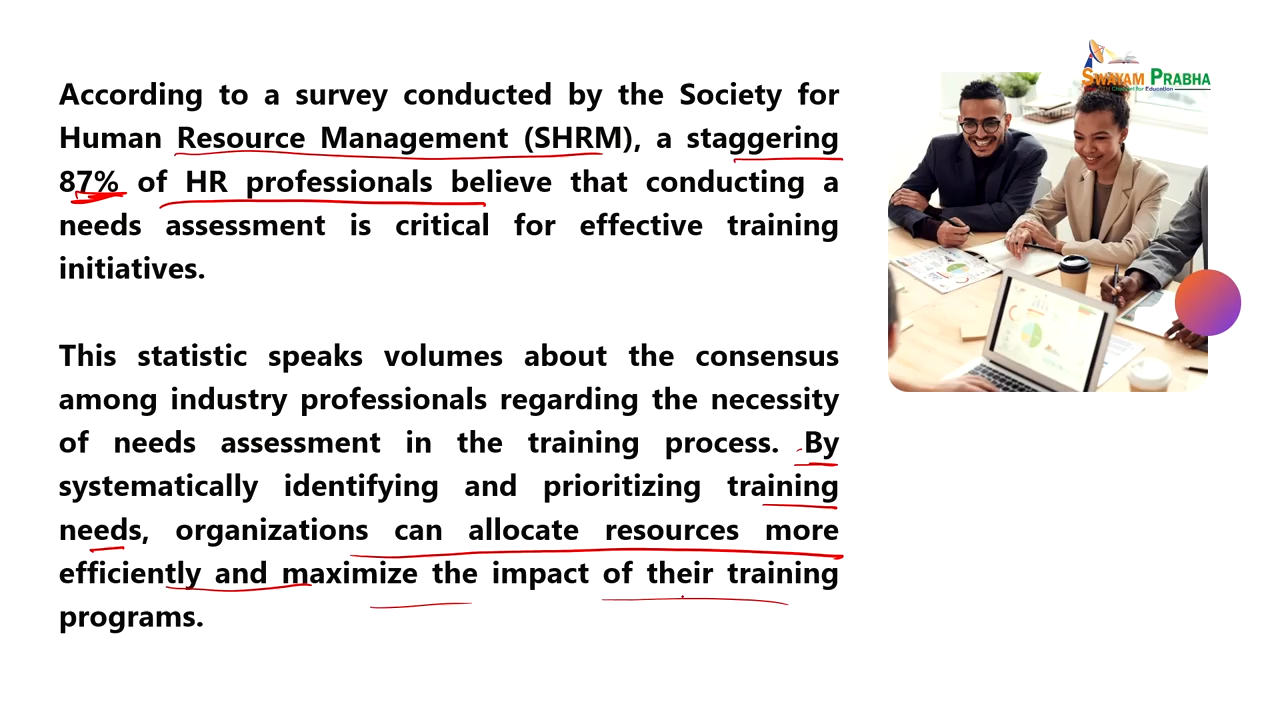 According to a survey conducted by the Society for
Human Resource Management (SHRM), a staggering
87% of HR professionals believe that conducting a
needs assessment is critical for effective training
initiatives.
This statistic speaks volumes about the consensus
among industry professionals regarding the necessity
of needs assessment in the training process. By
systematically identifying and prioritizing training
needs, organizations can allocate resources more
efficiently and maximize the impact of their training
programs.
SWAYAM PRABHA